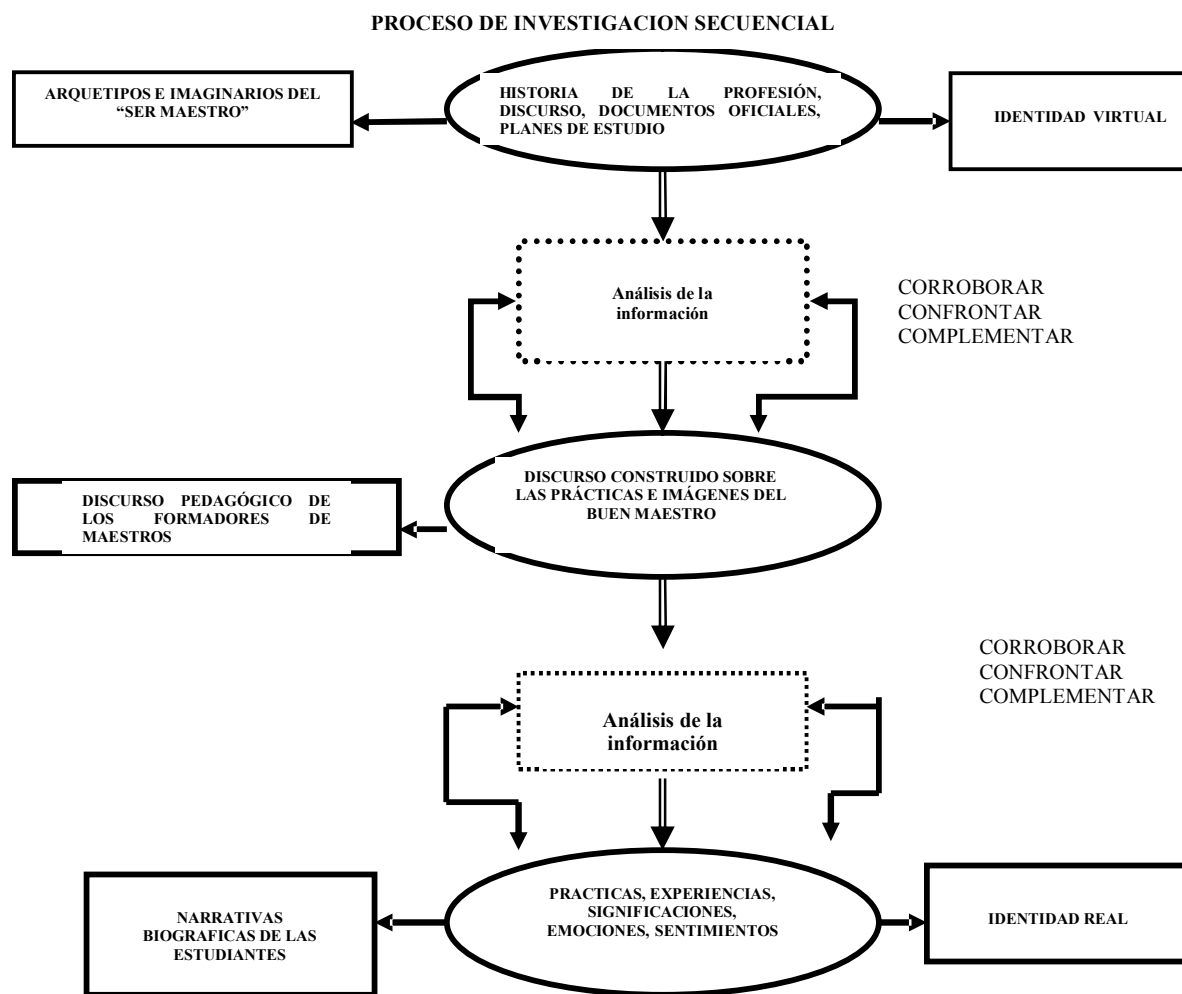 PROCESO DE INVESTIGACION SECUENCIAL
ARQUETIPOS E IMAGINARIOS DEL
“SER MAESTRO”
HISTORIA DE LA PROFESIÓN,
DISCURSO, DOCUMENTOS OFICIALES,
PLANES DE ESTUDIO
IDENTIDAD VIRTUAL
Análisis de la
información
CORROBORAR
CONFRONTAR
COMPLEMENTAR
DISCURSO CONSTRUIDO SOBRE
LAS PRÁCTICAS E IMÁGENES DEL
BUEN MAESTRO
DISCURSO PEDAGÓGICO DE
LOS FORMADORES DE
MAESTROS
CORROBORAR
CONFRONTAR
COMPLEMENTAR
Análisis de la
información
NARRATIVAS
BIOGRAFICAS DE LAS
ESTUDIANTES
PRACTICAS, EXPERIENCIAS,
SIGNIFICACIONES,
EMOCIONES, SENTIMIENTOS
IDENTIDAD REAL